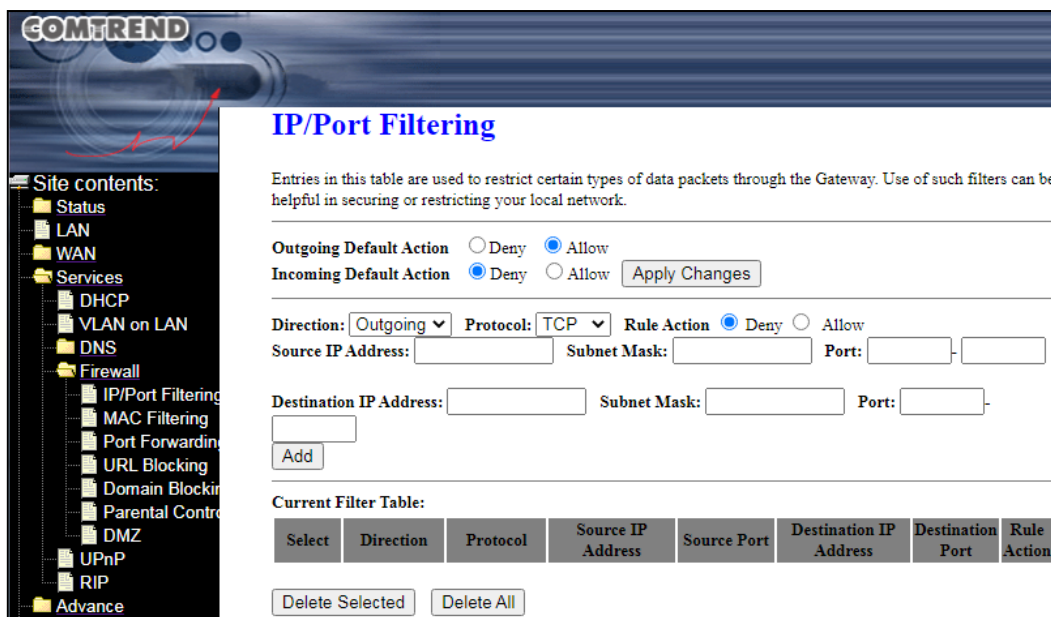 COMTREND
IP/Port Filtering
Entries in this table are used to restrict certain types of data packets through the Gateway. Use of such filters can be
helpful in securing or restricting your local network.
Outgoing Default Action Deny Allow
Incoming Default Action Deny Allow Apply Changes
Direction: Outgoing Protocol: TCP Rule Action Deny Allow
Source IP Address: Subnet Mask: Port: -
Destination IP Address: Subnet Mask: Port: -
Add
Current Filter Table:
Select Direction Protocol Source IP Address Source Port Destination IP Address Destination Port Rule Action
Delete Selected Delete All
Site contents:
Status
LAN
WAN
Services
DHCP
VLAN on LAN
DNS
Firewall
IP/Port Filtering
MAC Filtering
Port Forwardin
URL Blocking
Domain Blockin
Parental Contro
DMZ
UPnP
RIP
Advance